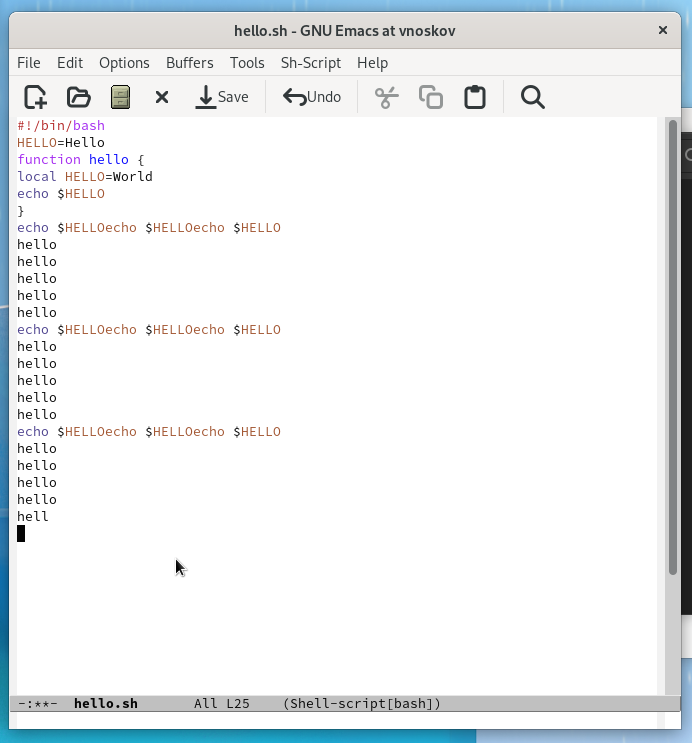 hello.sh - GNU Emacs at vnoskov ×
File Edit Options Buffers Tools Sh-Script Help
Save Undo
#!/bin/bash
HELLO=Hello
function hello {
local HELLO=World
echo $HELLO
}
echo $HELLOecho $HELLOecho $HELLO
hello
hello
hello
hello
hello
echo $HELLOecho $HELLOecho $HELLO
hello
hello
hello
hello
hello
echo $HELLOecho $HELLOecho $HELLO
hello
hello
hello
hello
hell
-:**- hello.sh All L25 (Shell-script[bash])